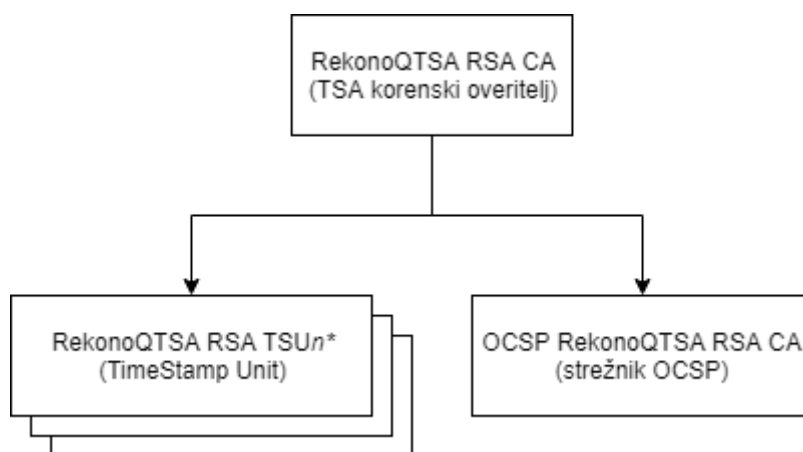 RekonoQTSA RSA CA
(TSA korenski overitelj)
RekonoQTSA RSA TSUn*
(TimeStamp Unit)
OCSP RekonoQTSA RSA CA
(strežnik OCSP)